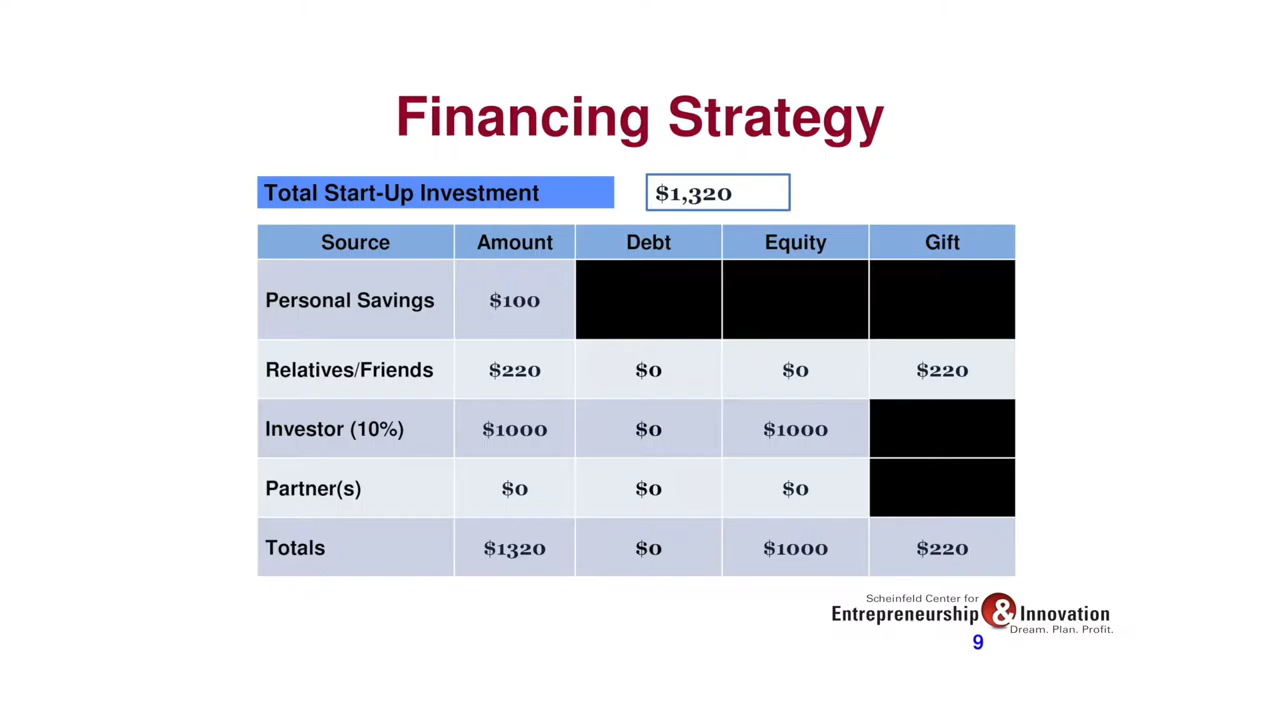 Financing Strategy
Total Start-Up Investment $1,320
Source Amount Debt Equity Gift
Personal Savings $100
Relatives/Friends $220 $0 $0 $220
Investor (10%) $1000 $0 $1000
Partner(s) $0 $0 $0
Totals $1320 $0 $1000 $220
Scheinfeld Center for
Entrepreneurship & Innovation
Dream. Plan. Profit.
9